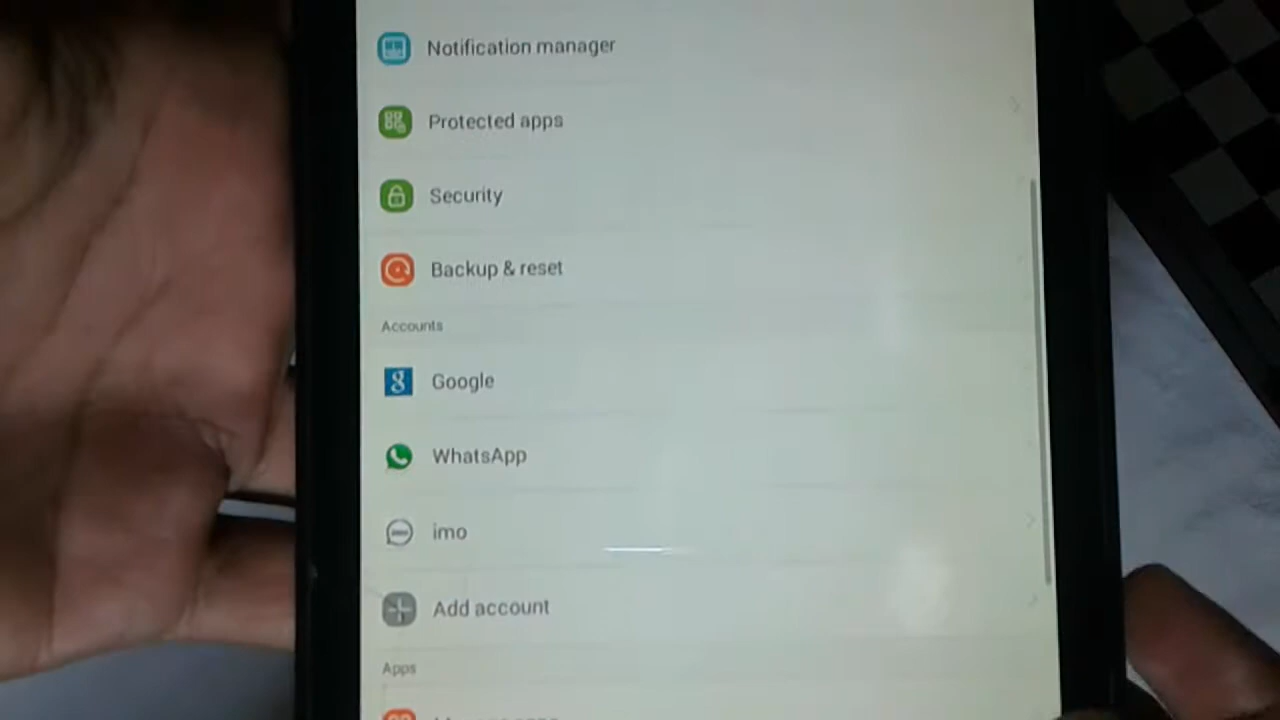 Notification manager
Protected apps
Security
Backup & reset
Accounts
Google
WhatsApp
imo
Add account
Apps